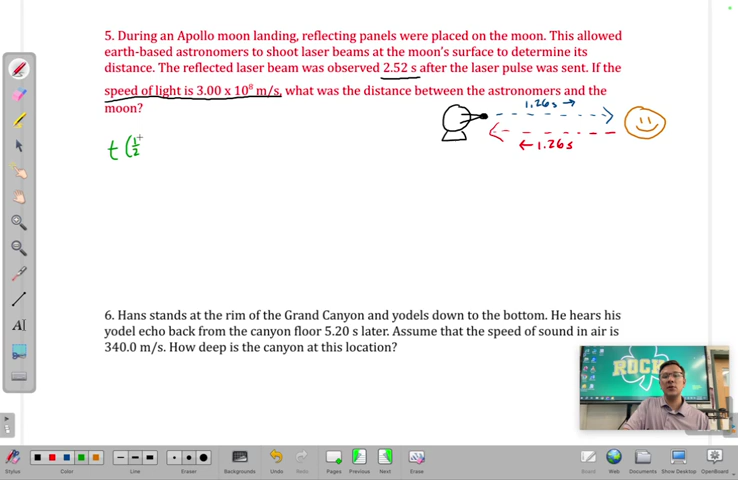 5. During an Apollo moon landing, reflecting panels were placed on the moon. This allowed
earth-based astronomers to shoot laser beams at the moon's surface to determine its
distance. The reflected laser beam was observed 2.52 s after the laser pulse was sent. If the
speed of light is 3.00 x 10⁸ m/s, what was the distance between the astronomers and the
moon?
1.26s →
← 1.26s
t (1/2
6. Hans stands at the rim of the Grand Canyon and yodels down to the bottom. He hears his
yodel echo back from the canyon floor 5.20 s later. Assume that the speed of sound in air is
340.0 m/s. How deep is the canyon at this location?
ROCK
AI
Stylus
Color
Line
Eraser
Backgrounds
Undo
Redo
Pages
Previous
Next
Erase
Board
Web
Documents
Show Desktop
OpenBoard